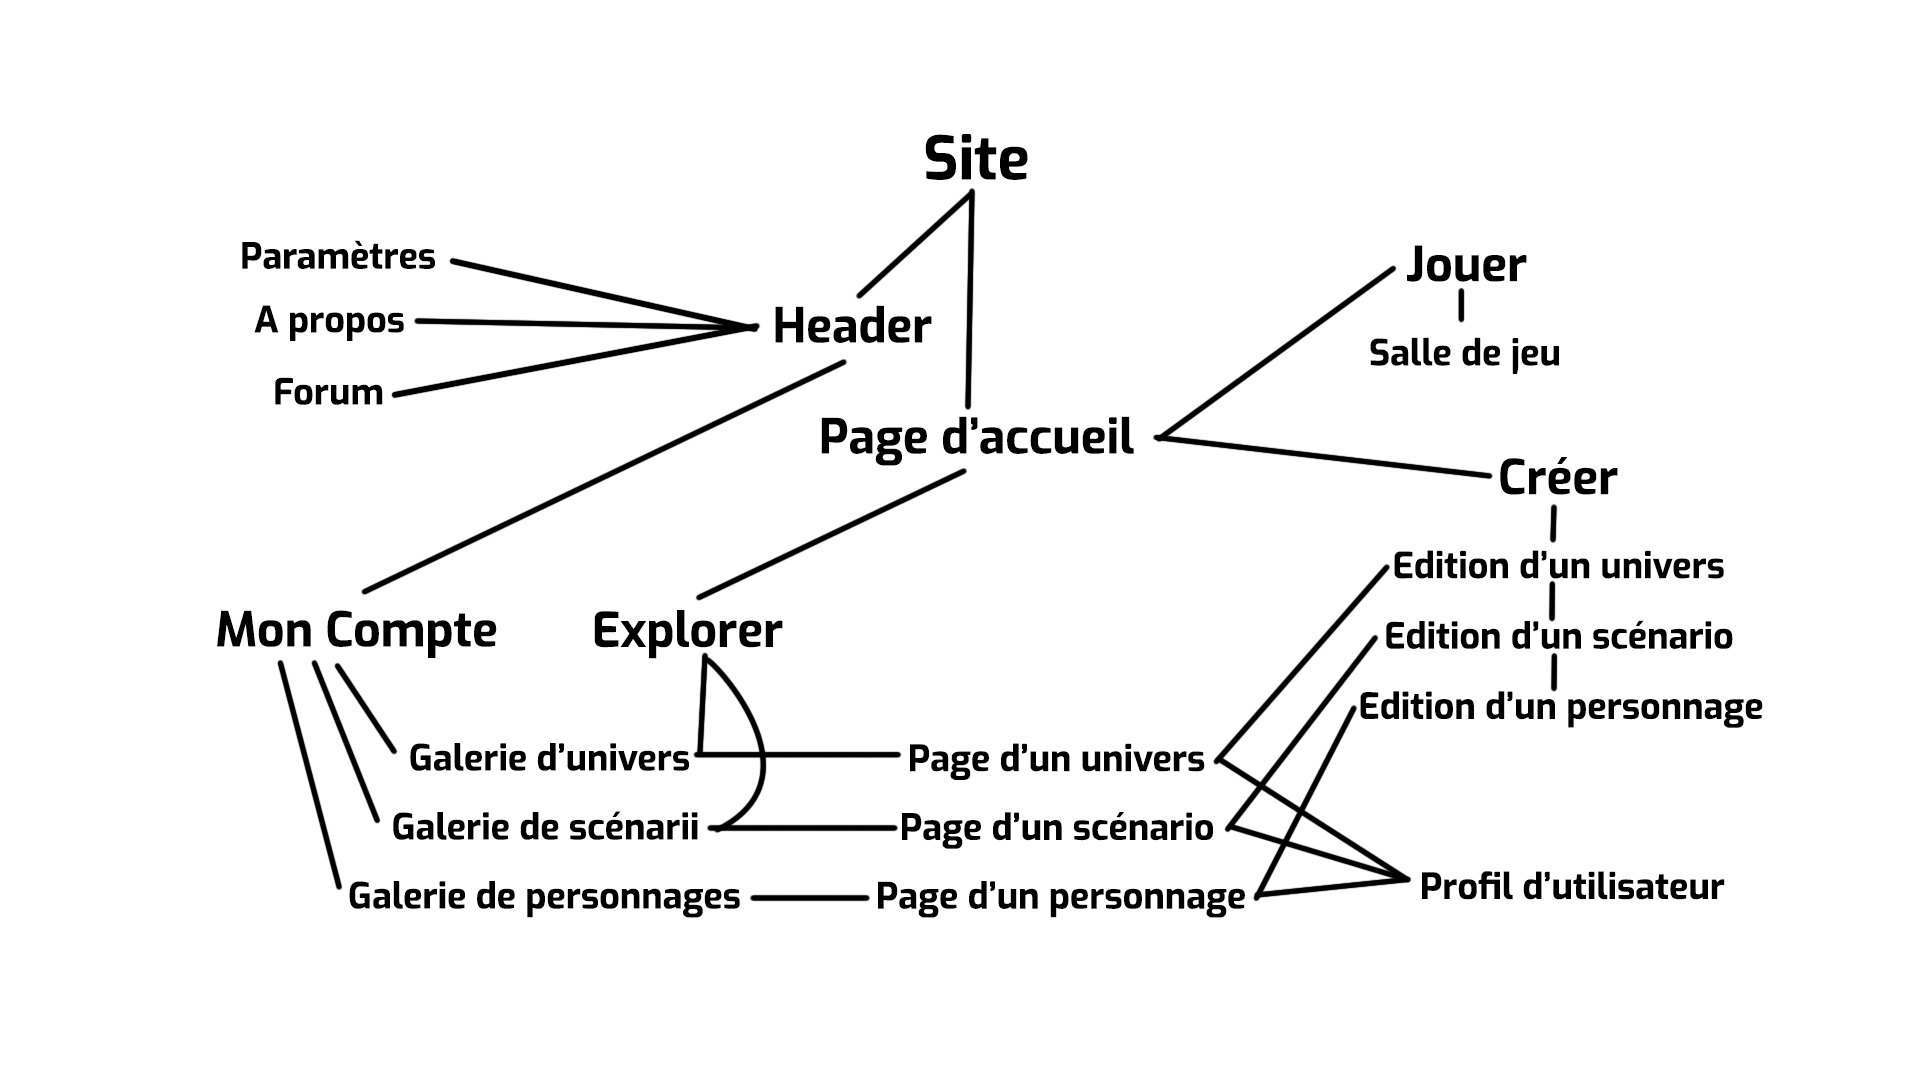 Site
Paramètres
A propos
Forum
Header
Page d’accueil
Jouer
Salle de jeu
Créer
Edition d’un univers
Edition d’un scénario
Edition d’un personnage
Mon Compte
Explorer
Galerie d’univers
Page d’un univers
Galerie de scénarii
Page d’un scénario
Galerie de personnages
Page d’un personnage
Profil d’utilisateur